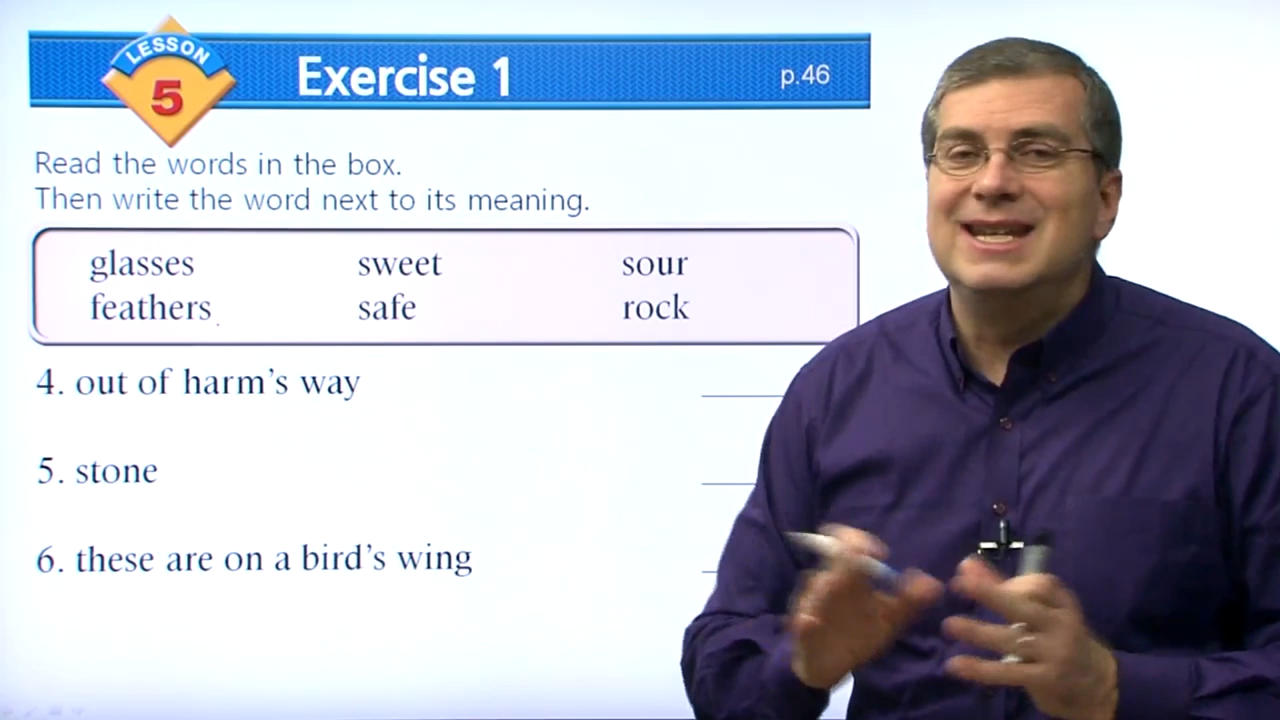 LESSON
5
Exercise 1
p.46
Read the words in the box.
Then write the word next to its meaning.
glasses sweet sour
feathers safe rock
4. out of harm's way
5. stone
6. these are on a bird's wing